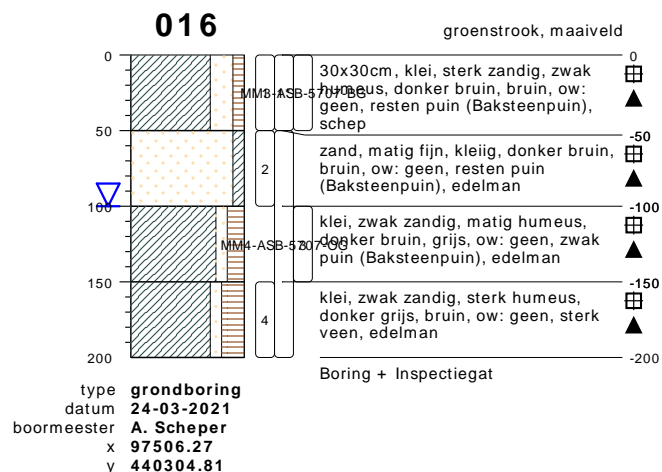 016
groenstrook, maaiveld
0
0
30x30cm, klei, sterk zandig, zwak
humeus, donker bruin, bruin, ow:
geen, resten puin (Baksteenpuin),
schep
50
-50
2
zand, matig fijn, kleiïg, donker bruin,
bruin, ow: geen, resten puin
(Baksteenpuin), edelman
100
-100
klei, zwak zandig, matig humeus,
donker bruin, grijs, ow: geen, zwak
puin (Baksteenpuin), edelman
150
-150
4
klei, zwak zandig, sterk humeus,
donker grijs, bruin, ow: geen, sterk
veen, edelman
200
-200
Boring + Inspectiegat
type grondboring
datum 24-03-2021
boormeester A. Scheper
x 97506.27
y 440304.81